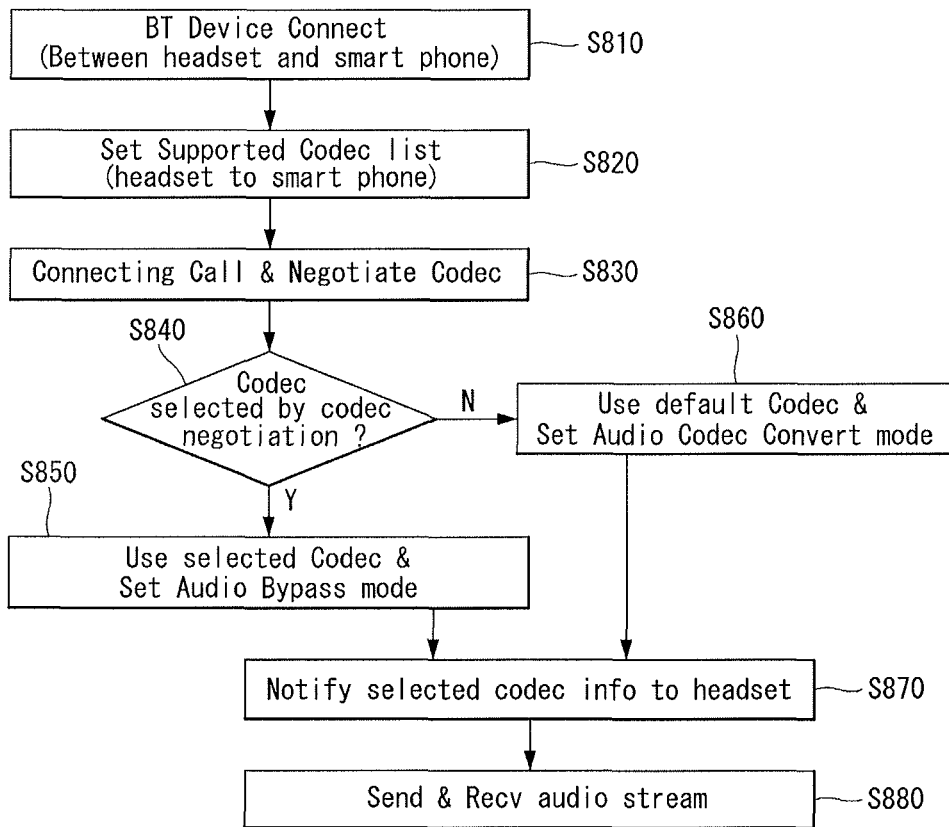 BT Device Connect
(Between headset and smart phone)
S810
Set Supported Codec list
(headset to smart phone)
S820
Connecting Call & Negotiate Codec
S830
S840
Codec
selected by codec
negotiation ?
N
Y
S860
Use default Codec &
Set Audio Codec Convert mode
S850
Use selected Codec &
Set Audio Bypass mode
Notify selected codec info to headset
S870
Send & Recv audio stream
S880